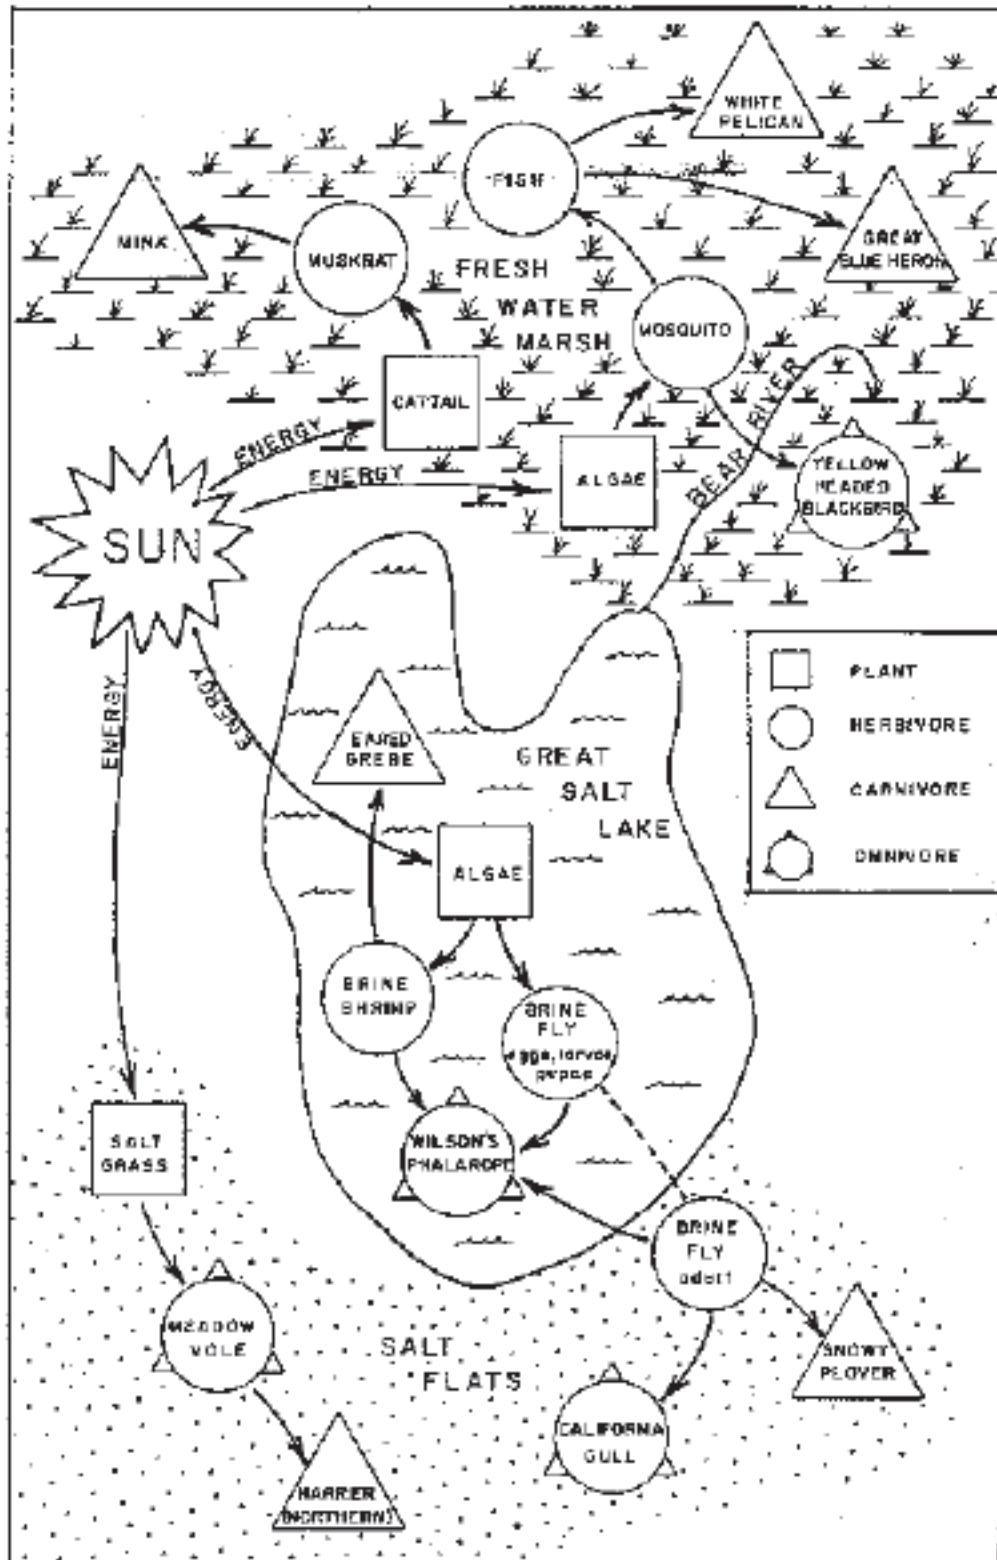 WHITE
PELICAN
FISH
MINK
MUSKRAT
GREAT
BLUE HERON
FRESH
WATER
MARSH
MOSQUITO
CATTAIL
ENERGY
ENERGY
ALGAE
BEAR RIVER
YELLOW
HEADED
BLACKBIRD
SUN
ENERGY
ENERGY
PLANT
HERBIVORE
CARNIVORE
OMNIVORE
EARED
GREBE
GREAT
SALT
LAKE
ALGAE
BRINE
SHRIMP
BRINE
FLY
eggs, larvae,
pupae
WILSON'S
PHALAROPE
SALT
GRASS
BRINE
FLY
adult
MEADOW
VOLE
SALT
FLATS
SNOWY
PLOVER
CALIFORNIA
GULL
HARRIER
(NORTHERN)